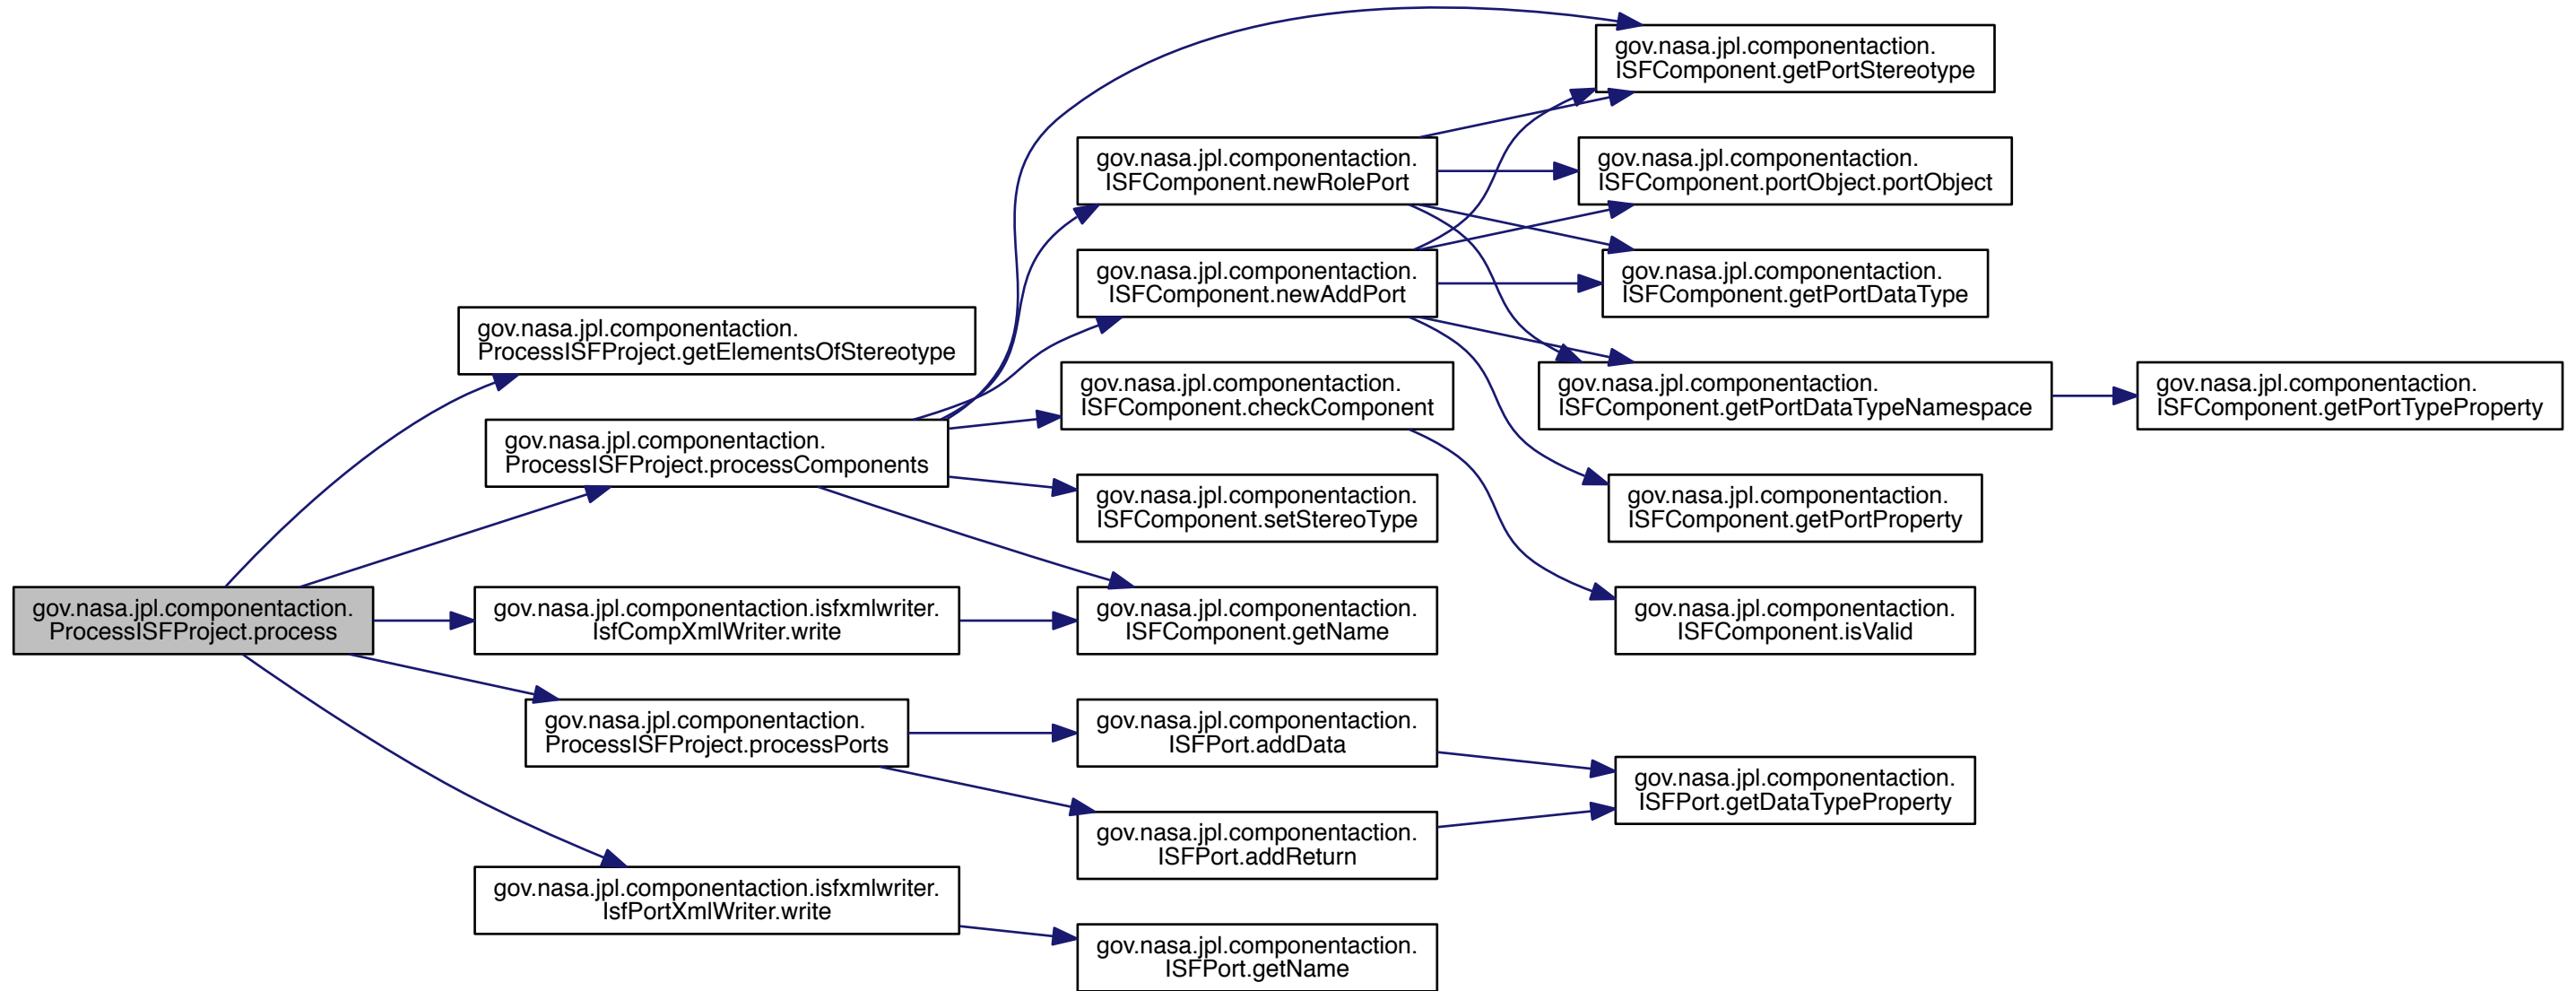 gov.nasa.jpl.componentaction.
ProcessISFProject.process
gov.nasa.jpl.componentaction.
ProcessISFProject.getElementsOfStereotype
gov.nasa.jpl.componentaction.
ProcessISFProject.processComponents
gov.nasa.jpl.componentaction.isfxmlwriter.
IsfCompXmlWriter.write
gov.nasa.jpl.componentaction.
ProcessISFProject.processPorts
gov.nasa.jpl.componentaction.isfxmlwriter.
IsfPortXmlWriter.write
gov.nasa.jpl.componentaction.
ISFComponent.newRolePort
gov.nasa.jpl.componentaction.
ISFComponent.newAddPort
gov.nasa.jpl.componentaction.
ISFComponent.checkComponent
gov.nasa.jpl.componentaction.
ISFComponent.setStereoType
gov.nasa.jpl.componentaction.
ISFComponent.getName
gov.nasa.jpl.componentaction.
ISFPort.addData
gov.nasa.jpl.componentaction.
ISFPort.addReturn
gov.nasa.jpl.componentaction.
ISFPort.getName
gov.nasa.jpl.componentaction.
ISFComponent.getPortStereotype
gov.nasa.jpl.componentaction.
ISFComponent.portObject.portObject
gov.nasa.jpl.componentaction.
ISFComponent.getPortDataType
gov.nasa.jpl.componentaction.
ISFComponent.getPortDataTypeNamespace
gov.nasa.jpl.componentaction.
ISFComponent.getPortProperty
gov.nasa.jpl.componentaction.
ISFComponent.isValid
gov.nasa.jpl.componentaction.
ISFPort.getDataTypeProperty
gov.nasa.jpl.componentaction.
ISFComponent.getPortTypeProperty